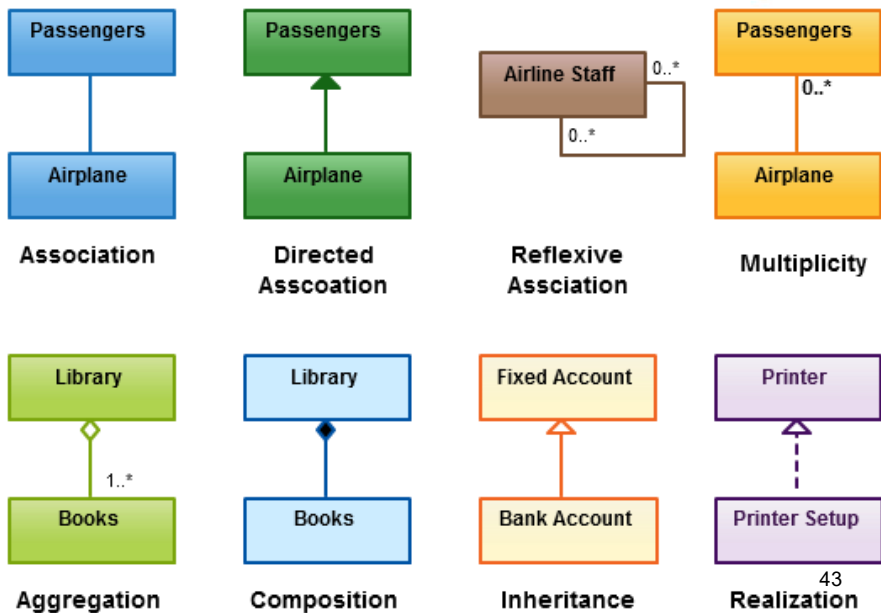 Passengers
Airplane
Association
Passengers
Airplane
Directed
Asscoation
Airline Staff
0..*
0..*
Reflexive
Assciation
Passengers
0..*
Airplane
Multiplicity
Library
1..*
Books
Aggregation
Library
Books
Composition
Fixed Account
Bank Account
Inheritance
Printer
Printer Setup
43
Realization